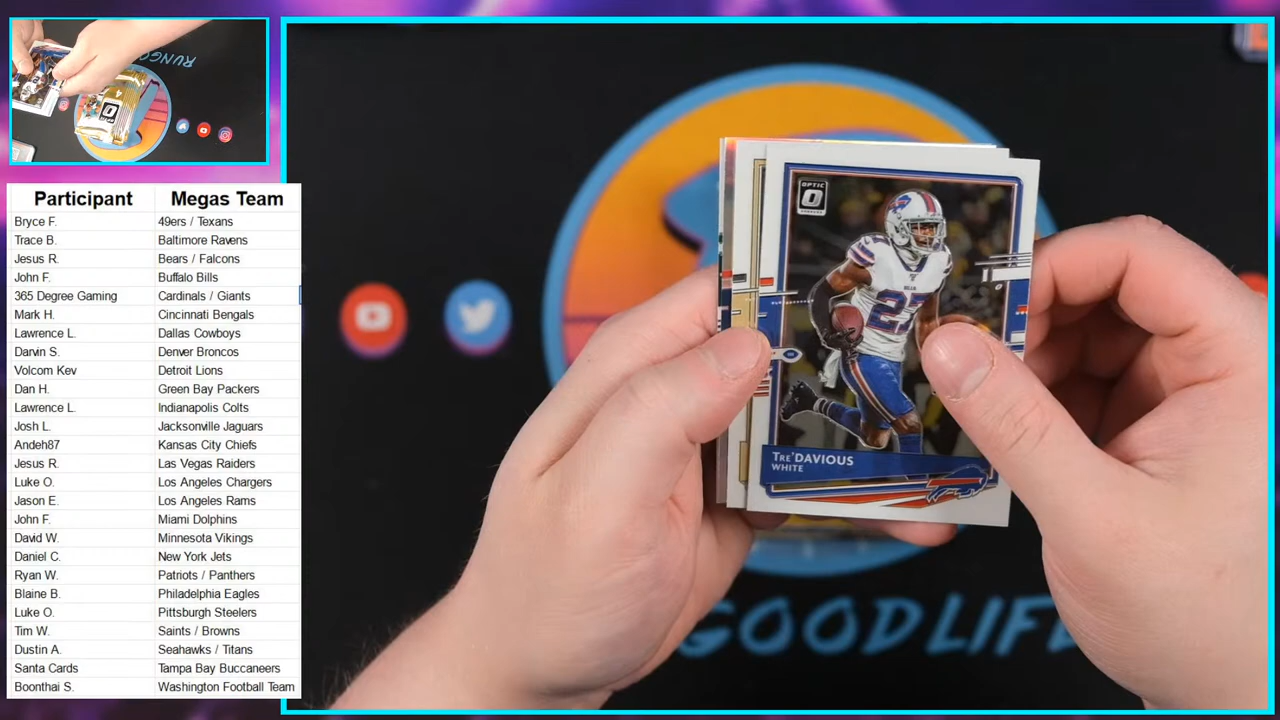 RUNGOODLIFE
Participant Megas Team
Bryce F. 49ers / Texans
Trace B. Baltimore Ravens
Jesus R. Bears / Falcons
John F. Buffalo Bills
365 Degree Gaming Cardinals / Giants
Mark H. Cincinnati Bengals
Lawrence L. Dallas Cowboys
Darvin S. Denver Broncos
Volcom Kev Detroit Lions
Dan H. Green Bay Packers
Lawrence L. Indianapolis Colts
Josh L. Jacksonville Jaguars
Andeh87 Kansas City Chiefs
Jesus R. Las Vegas Raiders
Luke O. Los Angeles Chargers
Jason E. Los Angeles Rams
John F. Miami Dolphins
David W. Minnesota Vikings
Daniel C. New York Jets
Ryan W. Patriots / Panthers
Blaine B. Philadelphia Eagles
Luke O. Pittsburgh Steelers
Tim W. Saints / Browns
Dustin A. Seahawks / Titans
Santa Cards Tampa Bay Buccaneers
Boonthai S. Washington Football Team
OPTIC
BILLS
27
TRE'DAVIOUS
WHITE
GOODLIFE